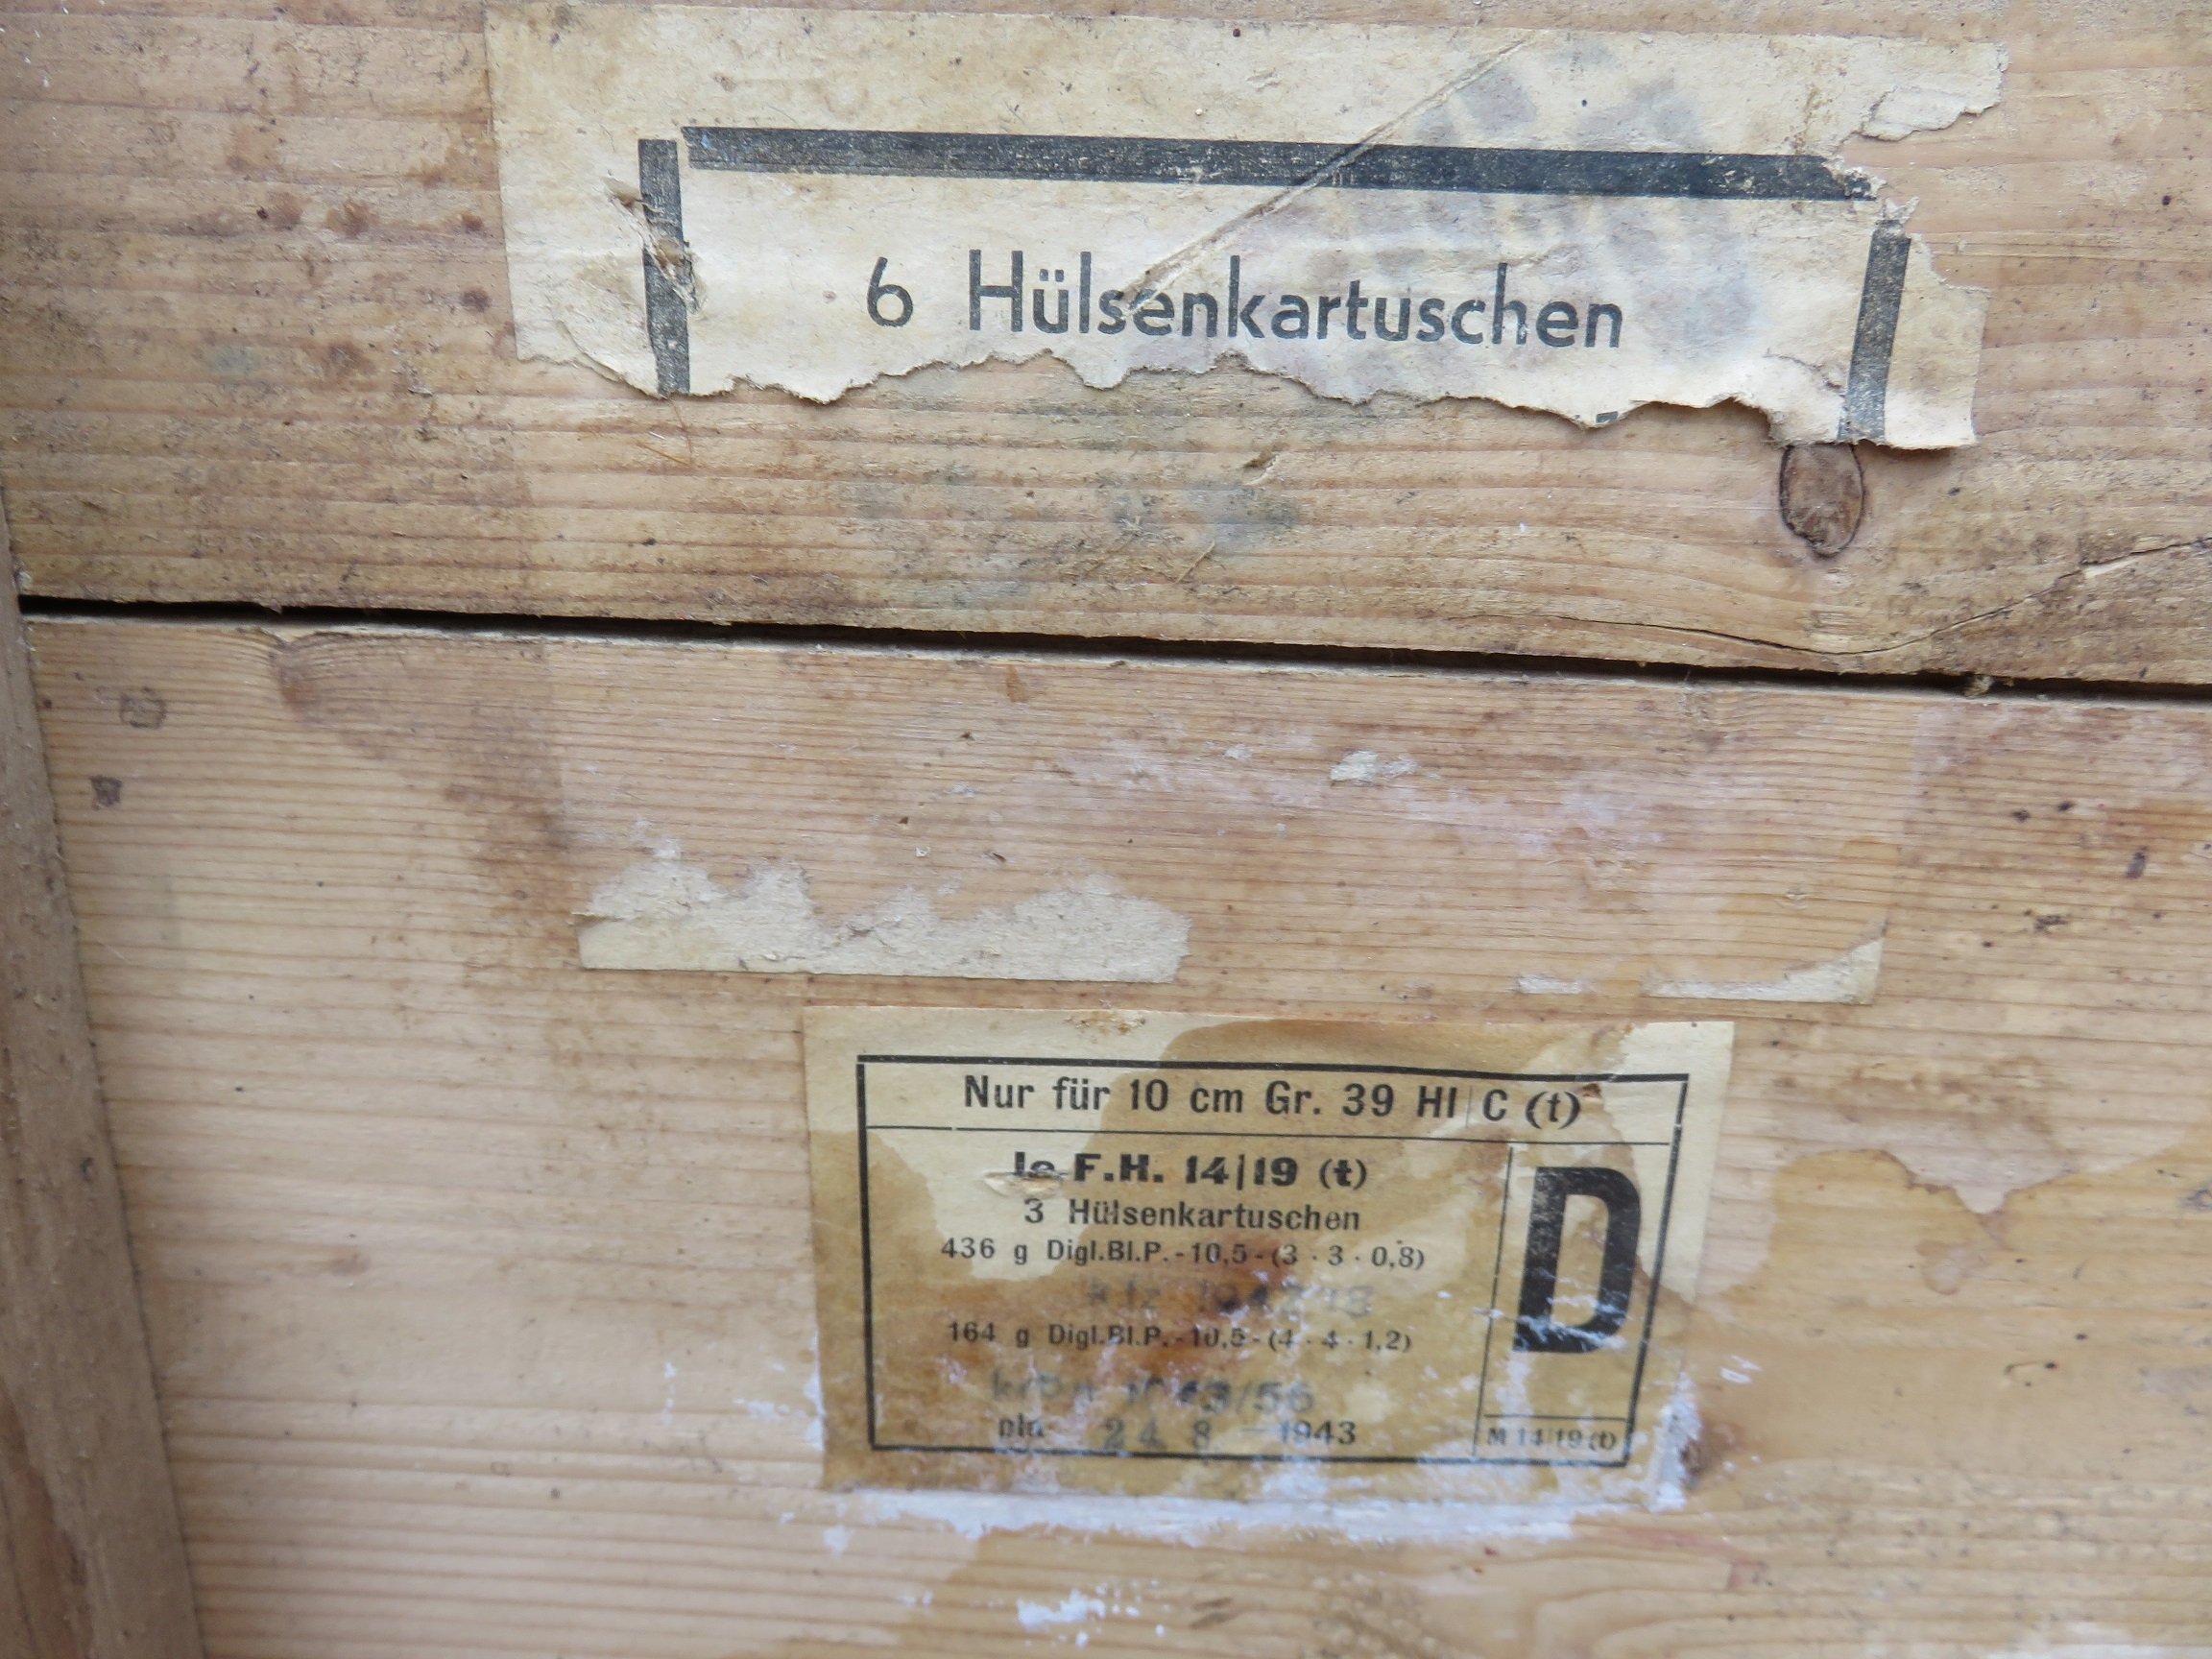 6 Hülsenkartuschen
Nur für 10 cm Gr. 39 Hl C (t)
le F.H. 14|19 (t)
3 Hülsenkartuschen
436 g Digl.Bl.P.-10,5-(3 · 3 · 0,8)
164 g Digl.Bl.P.-10,5-(4 · 4 · 1,2)
24. 8 1943
D
M 14|19 (t)